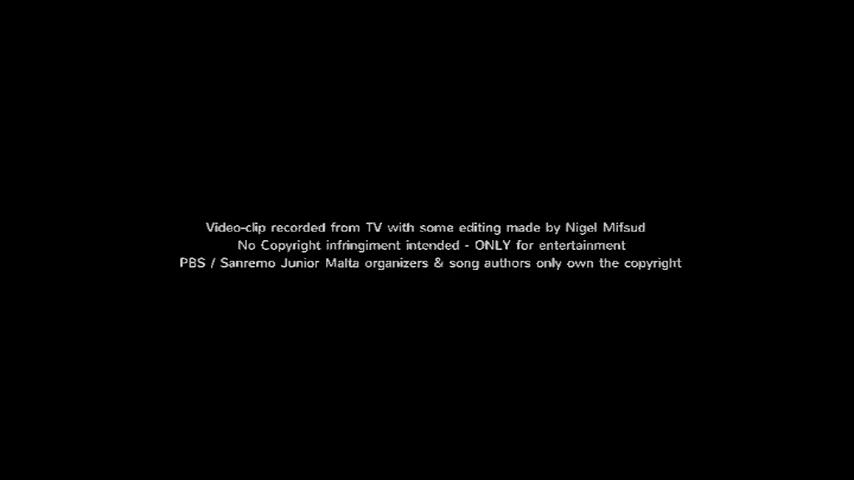 Video-clip recorded from TV with some editing made by Nigel Mifsud
No Copyright infringiment intended - ONLY for entertainment
PBS / Sanremo Junior Malta organizers & song authors only own the copyright